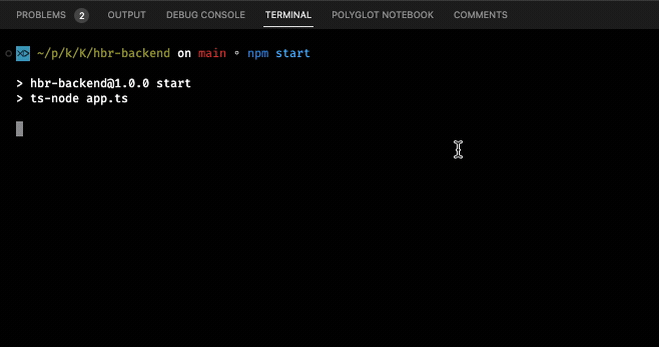 PROBLEMS 2 OUTPUT DEBUG CONSOLE TERMINAL POLYGLOT NOTEBOOK COMMENTS
~/p/k/K/hbr-backend on main ∘ npm start
> hbr-backend@1.0.0 start
> ts-node app.ts